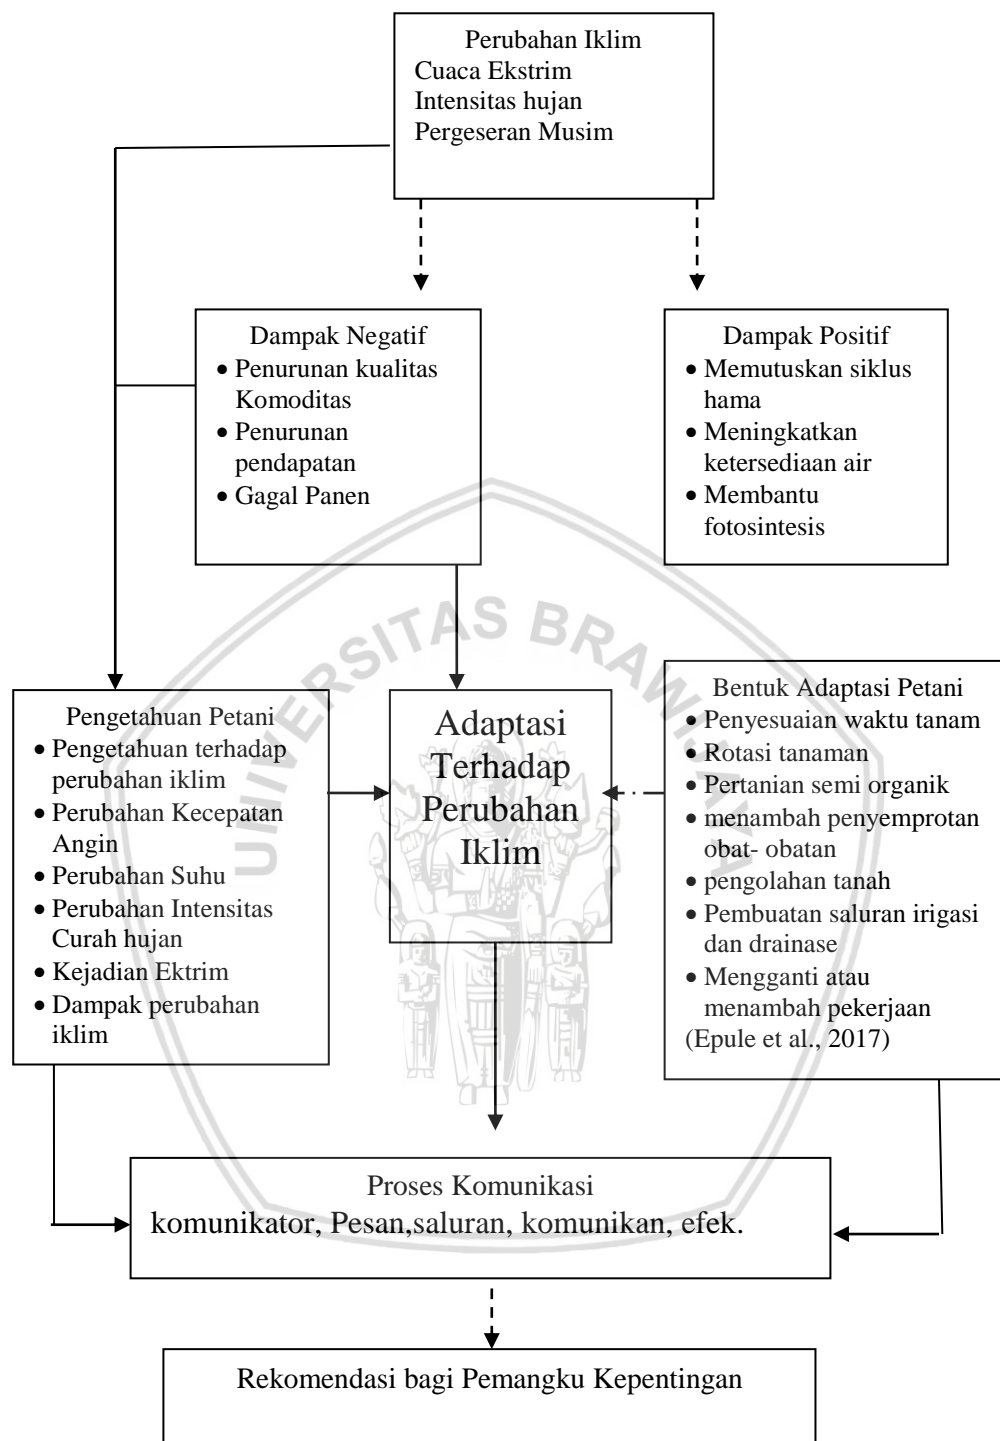 Perubahan Iklim
Cuaca Ekstrim
Intensitas hujan
Pergeseran Musim
Dampak Negatif
• Penurunan kualitas
Komoditas
• Penurunan
pendapatan
• Gagal Panen
Dampak Positif
• Memutuskan siklus
hama
• Meningkatkan
ketersediaan air
• Membantu
fotosintesis
UNIVERSITAS BRAWIJAYA
Pengetahuan Petani
• Pengetahuan terhadap
perubahan iklim
• Perubahan Kecepatan
Angin
• Perubahan Suhu
• Perubahan Intensitas
Curah hujan
• Kejadian Ektrim
• Dampak perubahan
iklim
Adaptasi
Terhadap
Perubahan
Iklim
Bentuk Adaptasi Petani
• Penyesuaian waktu tanam
• Rotasi tanaman
• Pertanian semi organik
• menambah penyemprotan
obat- obatan
• pengolahan tanah
• Pembuatan saluran irigasi
dan drainase
• Mengganti atau
menambah pekerjaan
(Epule et al., 2017)
Proses Komunikasi
komunikator, Pesan,saluran, komunikan, efek.
Rekomendasi bagi Pemangku Kepentingan